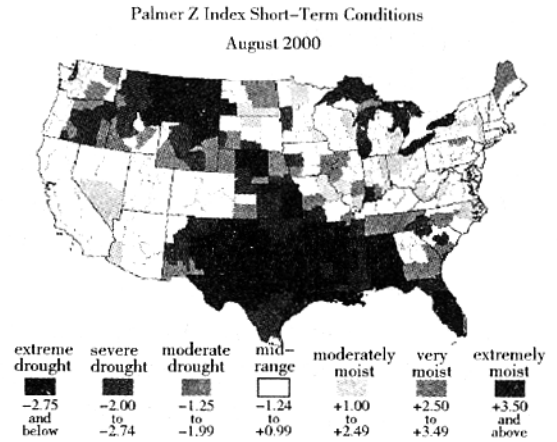 Palmer Z Index Short–Term Conditions
August 2000
extreme severe moderate mid– moderately very extremely
drought drought drought range moist moist moist
–2.75 –2.00 –1.25 –1.24 +1.00 +2.50 +3.50
and to to to to to and
below –2.74 –1.99 +0.99 +2.49 +3.49 above